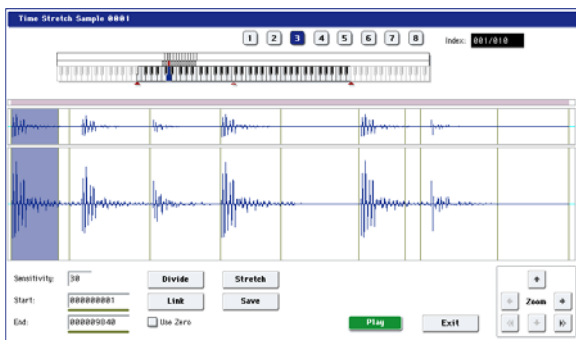 Time Stretch Sample 0001
1 2 3 4 5 6 7 8
Index: 001/010
Sensitivity: 30 Divide Stretch
Start: 000000001 Link Save
End: 000009840 Use Zero
Zoom
Play Exit